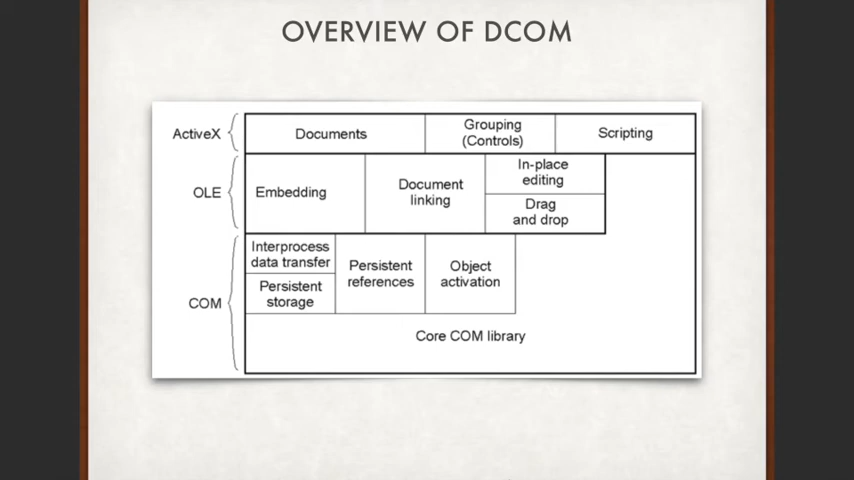 OVERVIEW OF DCOM
ActiveX
Documents
Grouping
(Controls)
Scripting
OLE
Embedding
Document
linking
In-place
editing
Drag
and drop
COM
Interprocess
data transfer
Persistent
storage
Persistent
references
Object
activation
Core COM library